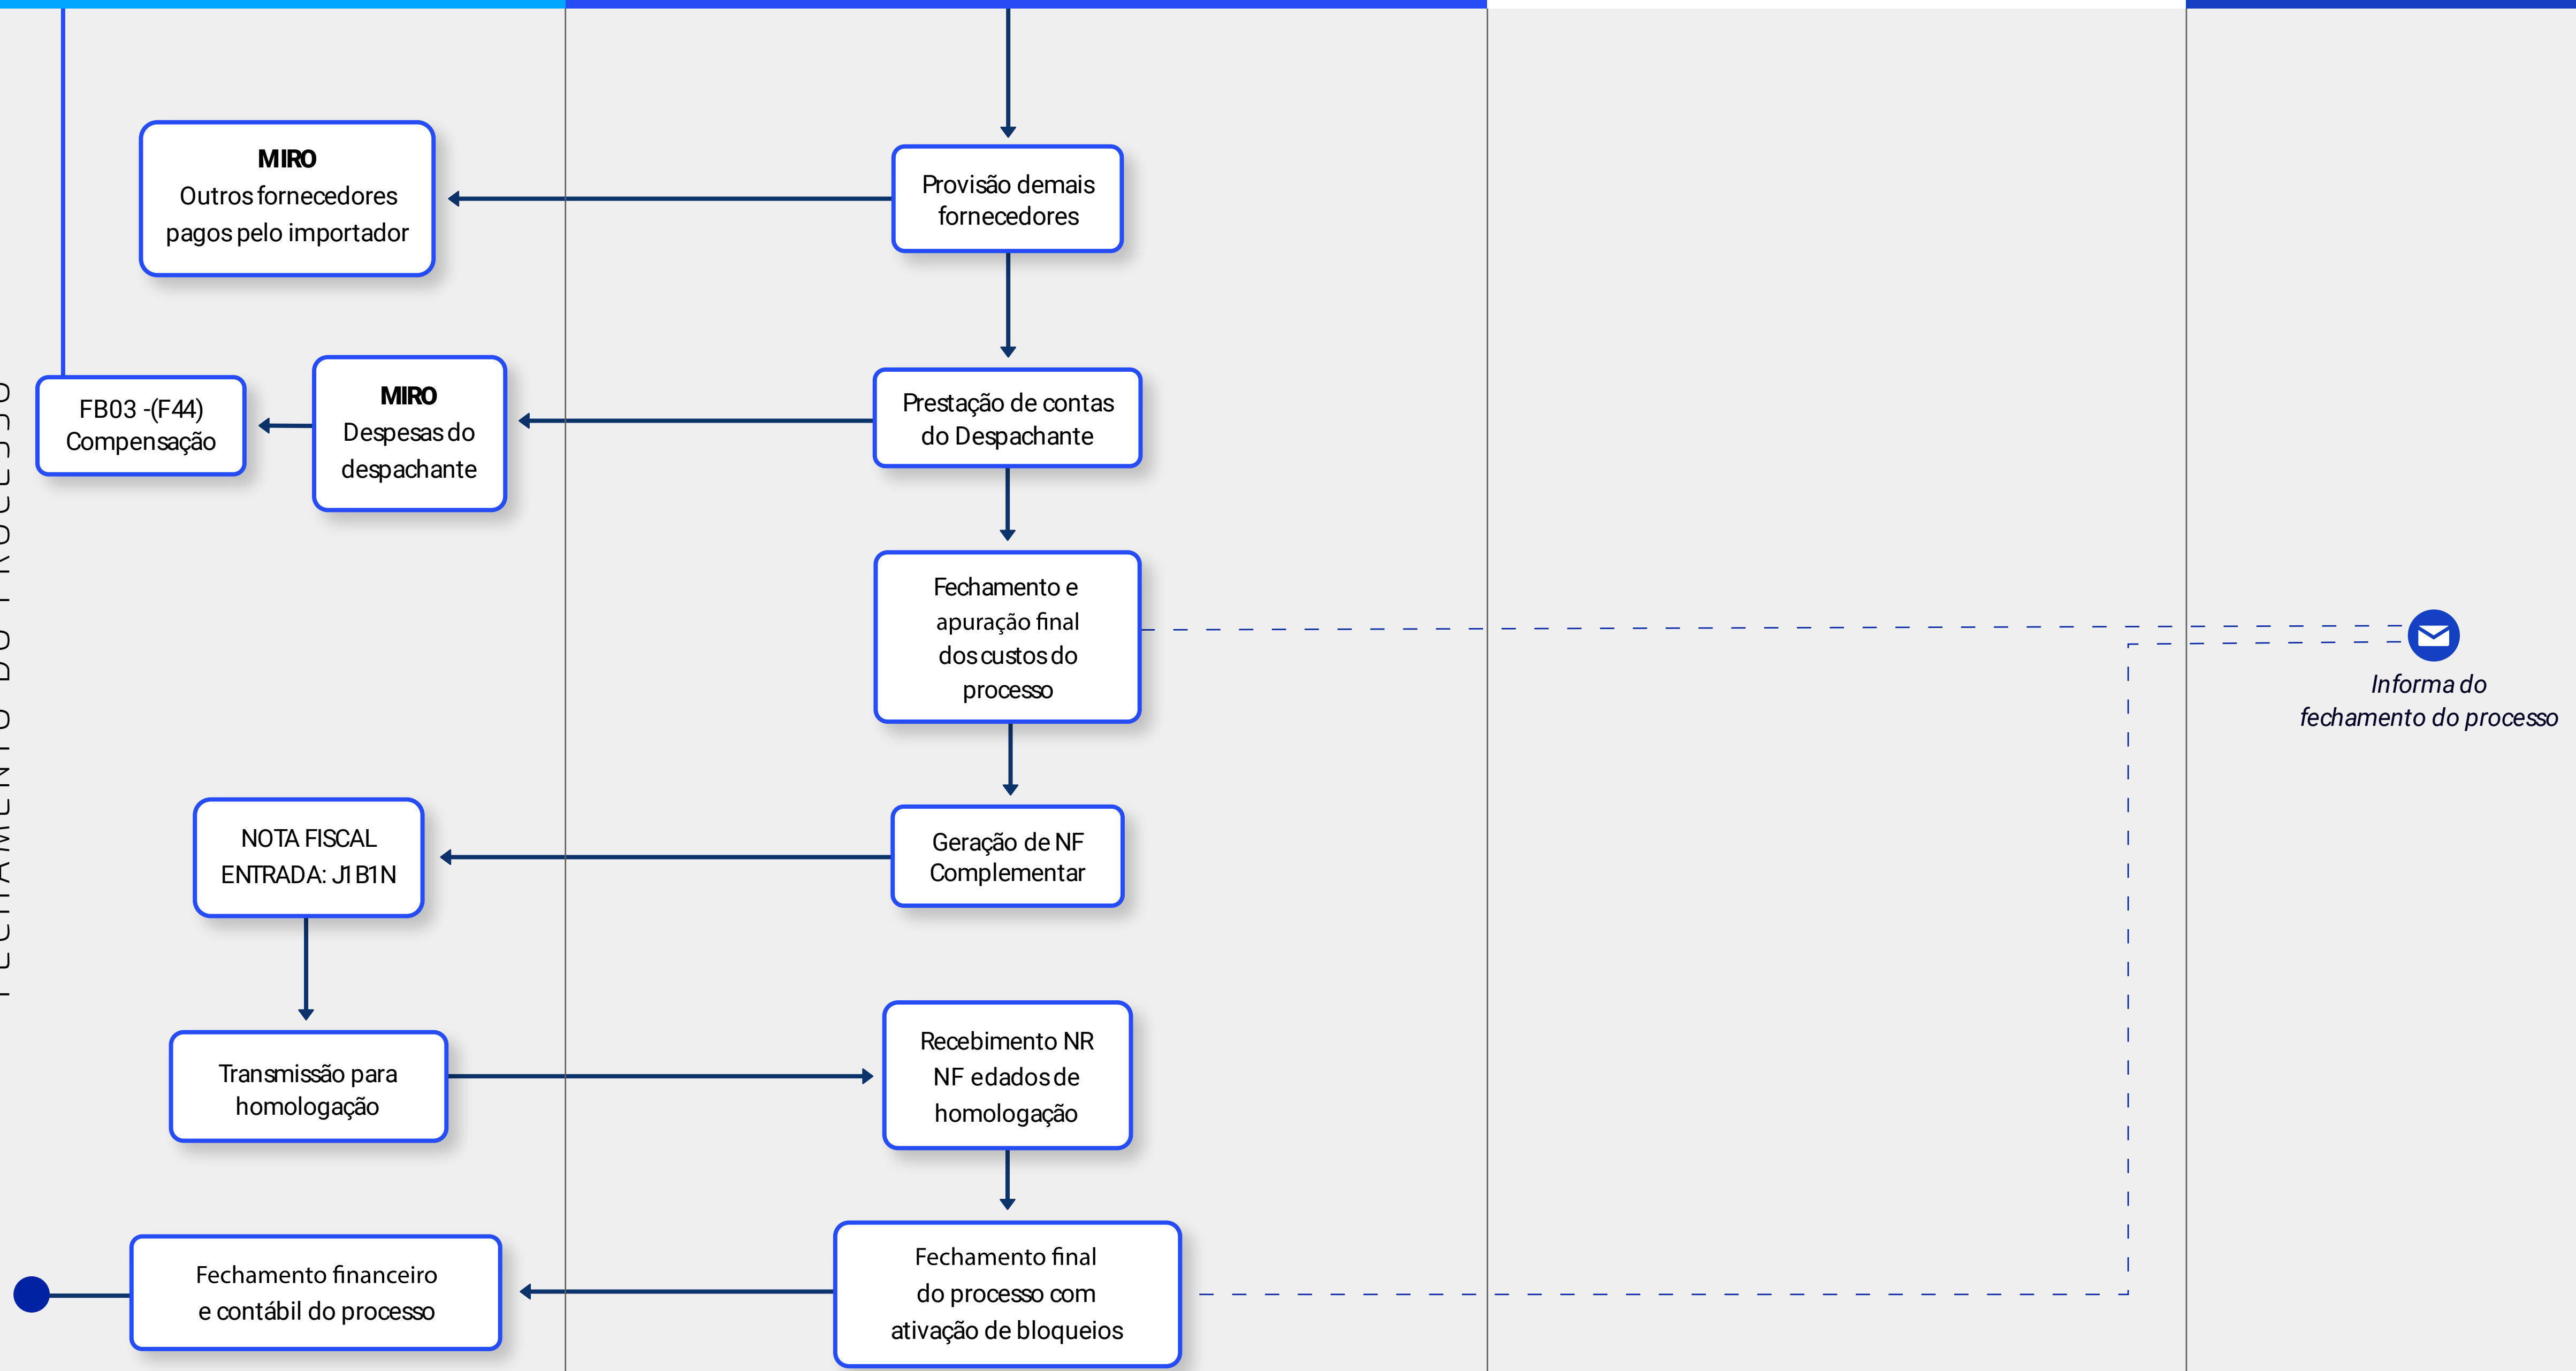 MIRO
Outros fornecedores
pagos pelo importador
Provisão demais
fornecedores
FB03 -(F44)
Compensação
MIRO
Despesas do
despachante
Prestação de contas
do Despachante
FECHAMENTO DO PROCESSO
Fechamento e
apuração final
dos custos do
processo
Informa do
fechamento do processo
NOTA FISCAL
ENTRADA: J1B1N
Geração de NF
Complementar
Transmissão para
homologação
Recebimento NR
NF e dados de
homologação
Fechamento financeiro
e contábil do processo
Fechamento final
do processo com
ativação de bloqueios